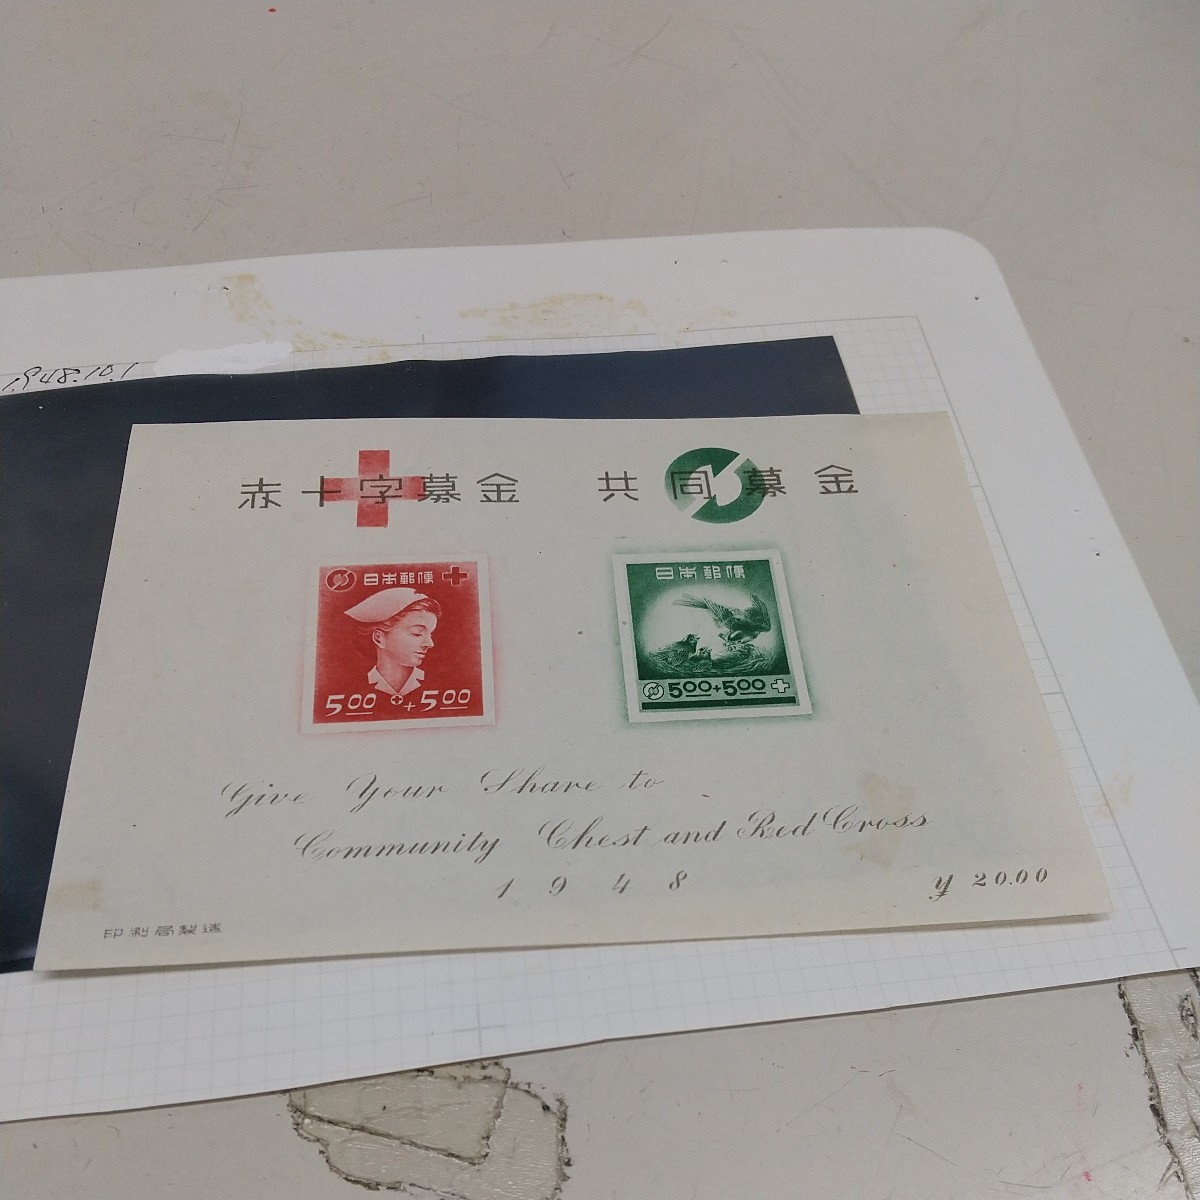 1948.10.1
赤十字募金 共同募金
日本郵便
5.00 + 5.00
日本郵便
5.00+5.00
Give Your Share to
Community Chest and Red Cross
1948
¥ 20.00
印刷局製造